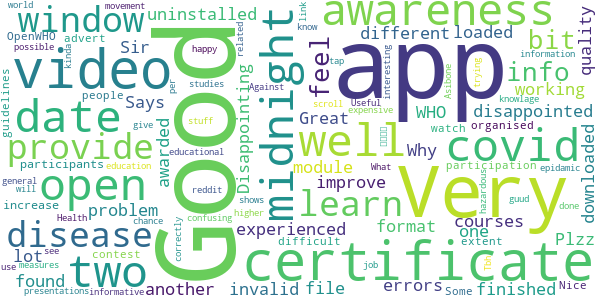 world movement
window
OpenWHO
possible
advert
kinda
Sir
uninstalled
midnight
awareness
link
know
happy
related
different
loaded
bit
quality
video
people
Says
studies
per
Against
feel
tap
interesting
Asibone
trying
information
info
guidelines
date
stuff
Disappointing
Great
WHO
working
disappointed
knowlage
provide
participants
give
awarded
scroll
Useful
expensive
watch
organised
app
Good
Very
well
Why
covid
open
education
educational
module
participation
epidemic
downloaded
general
will
increase
Health
problem
chance
reddit
What
improve
learn
courses
hazardous
guud
Plzz
disease
shows
higher
confusing
correctly
experienced
format
one
done
lot
contest
difficult
extent
use
see
measures
two
certificate
found
another
invalid
file
errors
finished
job
presentations
informative
Some
Nice